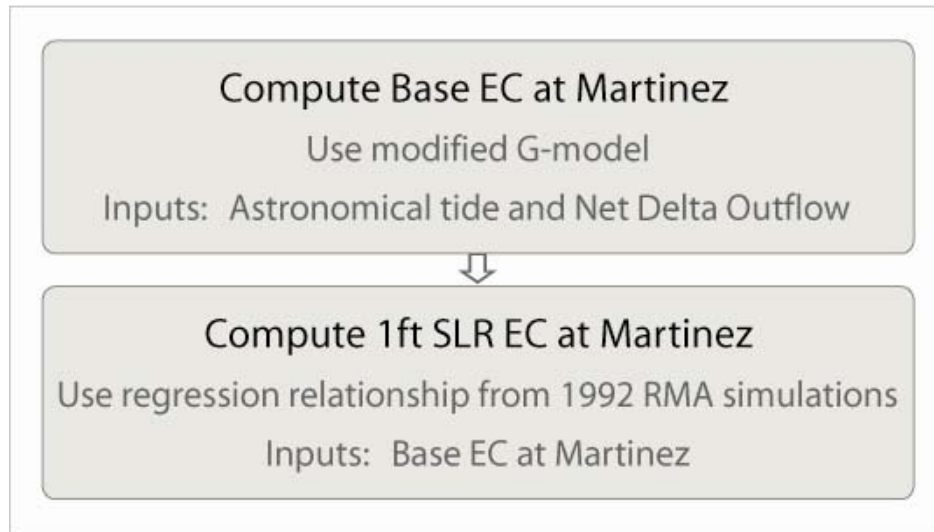 Compute Base EC at Martinez
Use modified G-model
Inputs: Astronomical tide and Net Delta Outflow
Compute 1ft SLR EC at Martinez
Use regression relationship from 1992 RMA simulations
Inputs: Base EC at Martinez